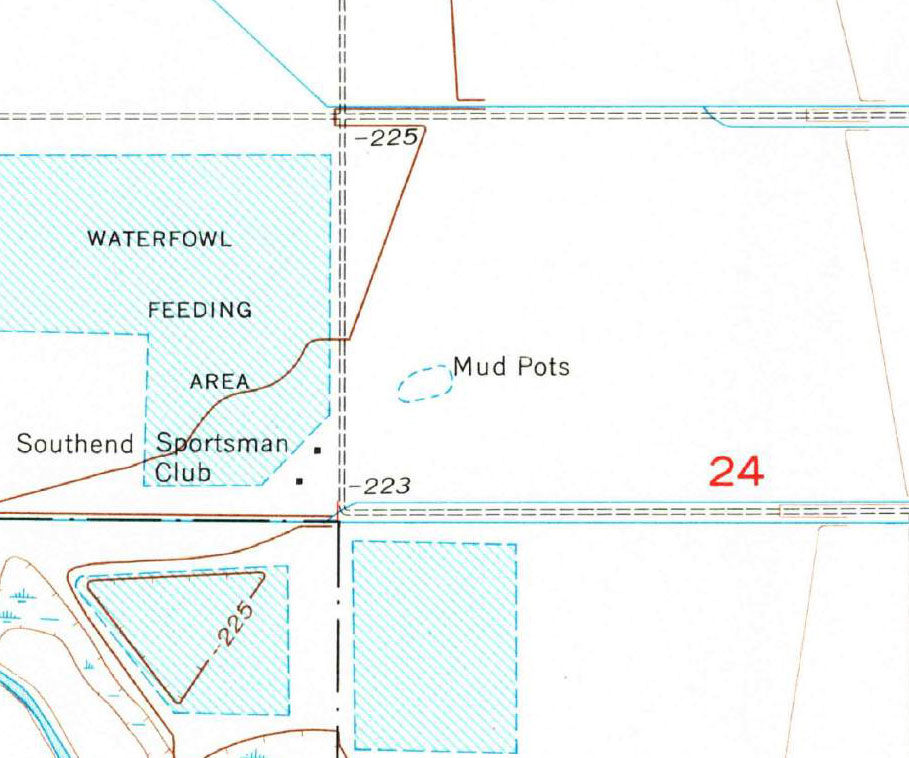 -225
WATERFOWL
FEEDING
AREA
Mud Pots
Southend Sportsman
Club
24
-223
-225